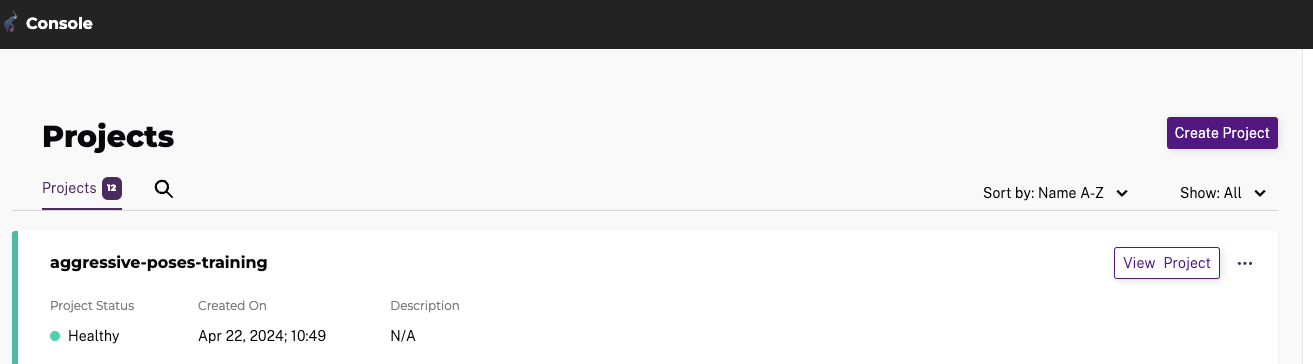 Console
Projects
Create Project
Projects 12
Sort by: Name A-Z
Show: All
aggressive-poses-training
View Project
Project Status
Created On
Description
Healthy
Apr 22, 2024; 10:49
N/A